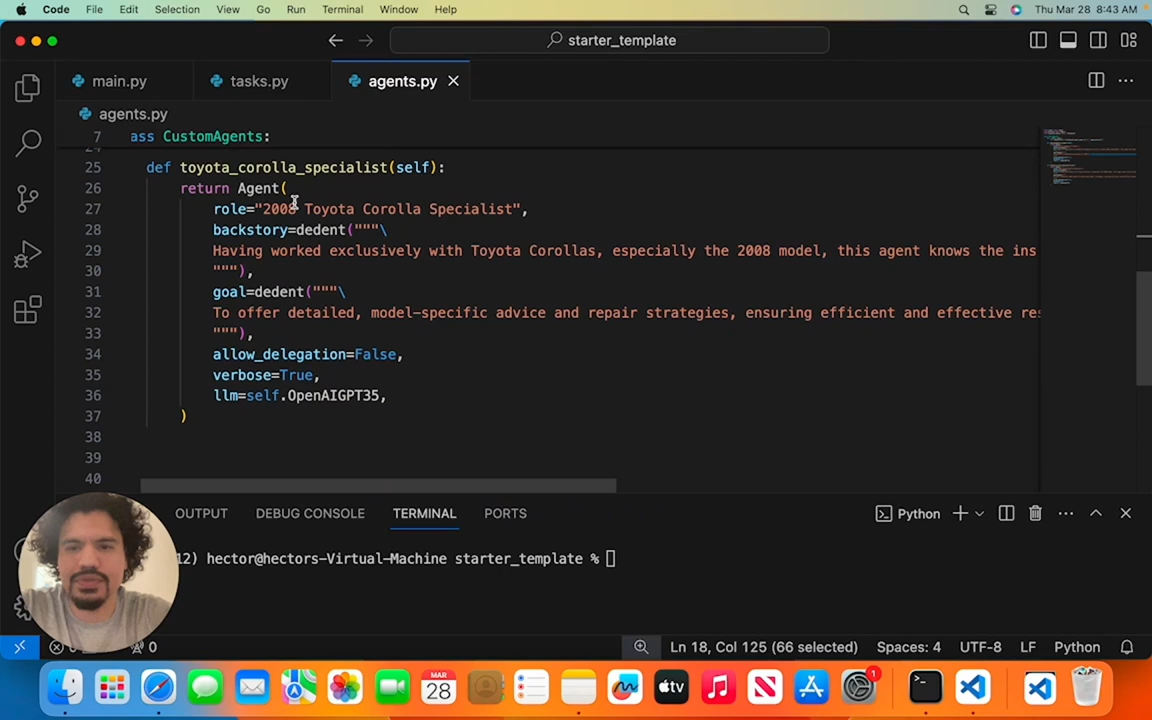 Code File Edit Selection View Go Run Terminal Window Help Thu Mar 28 8:43 AM
starter_template
main.py tasks.py agents.py
agents.py
7 ass CustomAgents:
25 def toyota_corolla_specialist(self):
26 return Agent(
27 role="2008 Toyota Corolla Specialist",
28 backstory=dedent("""\
29 Having worked exclusively with Toyota Corollas, especially the 2008 model, this agent knows the ins
30 """),
31 goal=dedent("""\
32 To offer detailed, model-specific advice and repair strategies, ensuring efficient and effective res
33 """),
34 allow_delegation=False,
35 verbose=True,
36 llm=self.OpenAIGPT35,
37 )
38
39
40
OUTPUT DEBUG CONSOLE TERMINAL PORTS Python
12) hector@hectors-Virtual-Machine starter_template %
0 Ln 18, Col 125 (66 selected) Spaces: 4 UTF-8 LF Python
MAR
28 tv 1